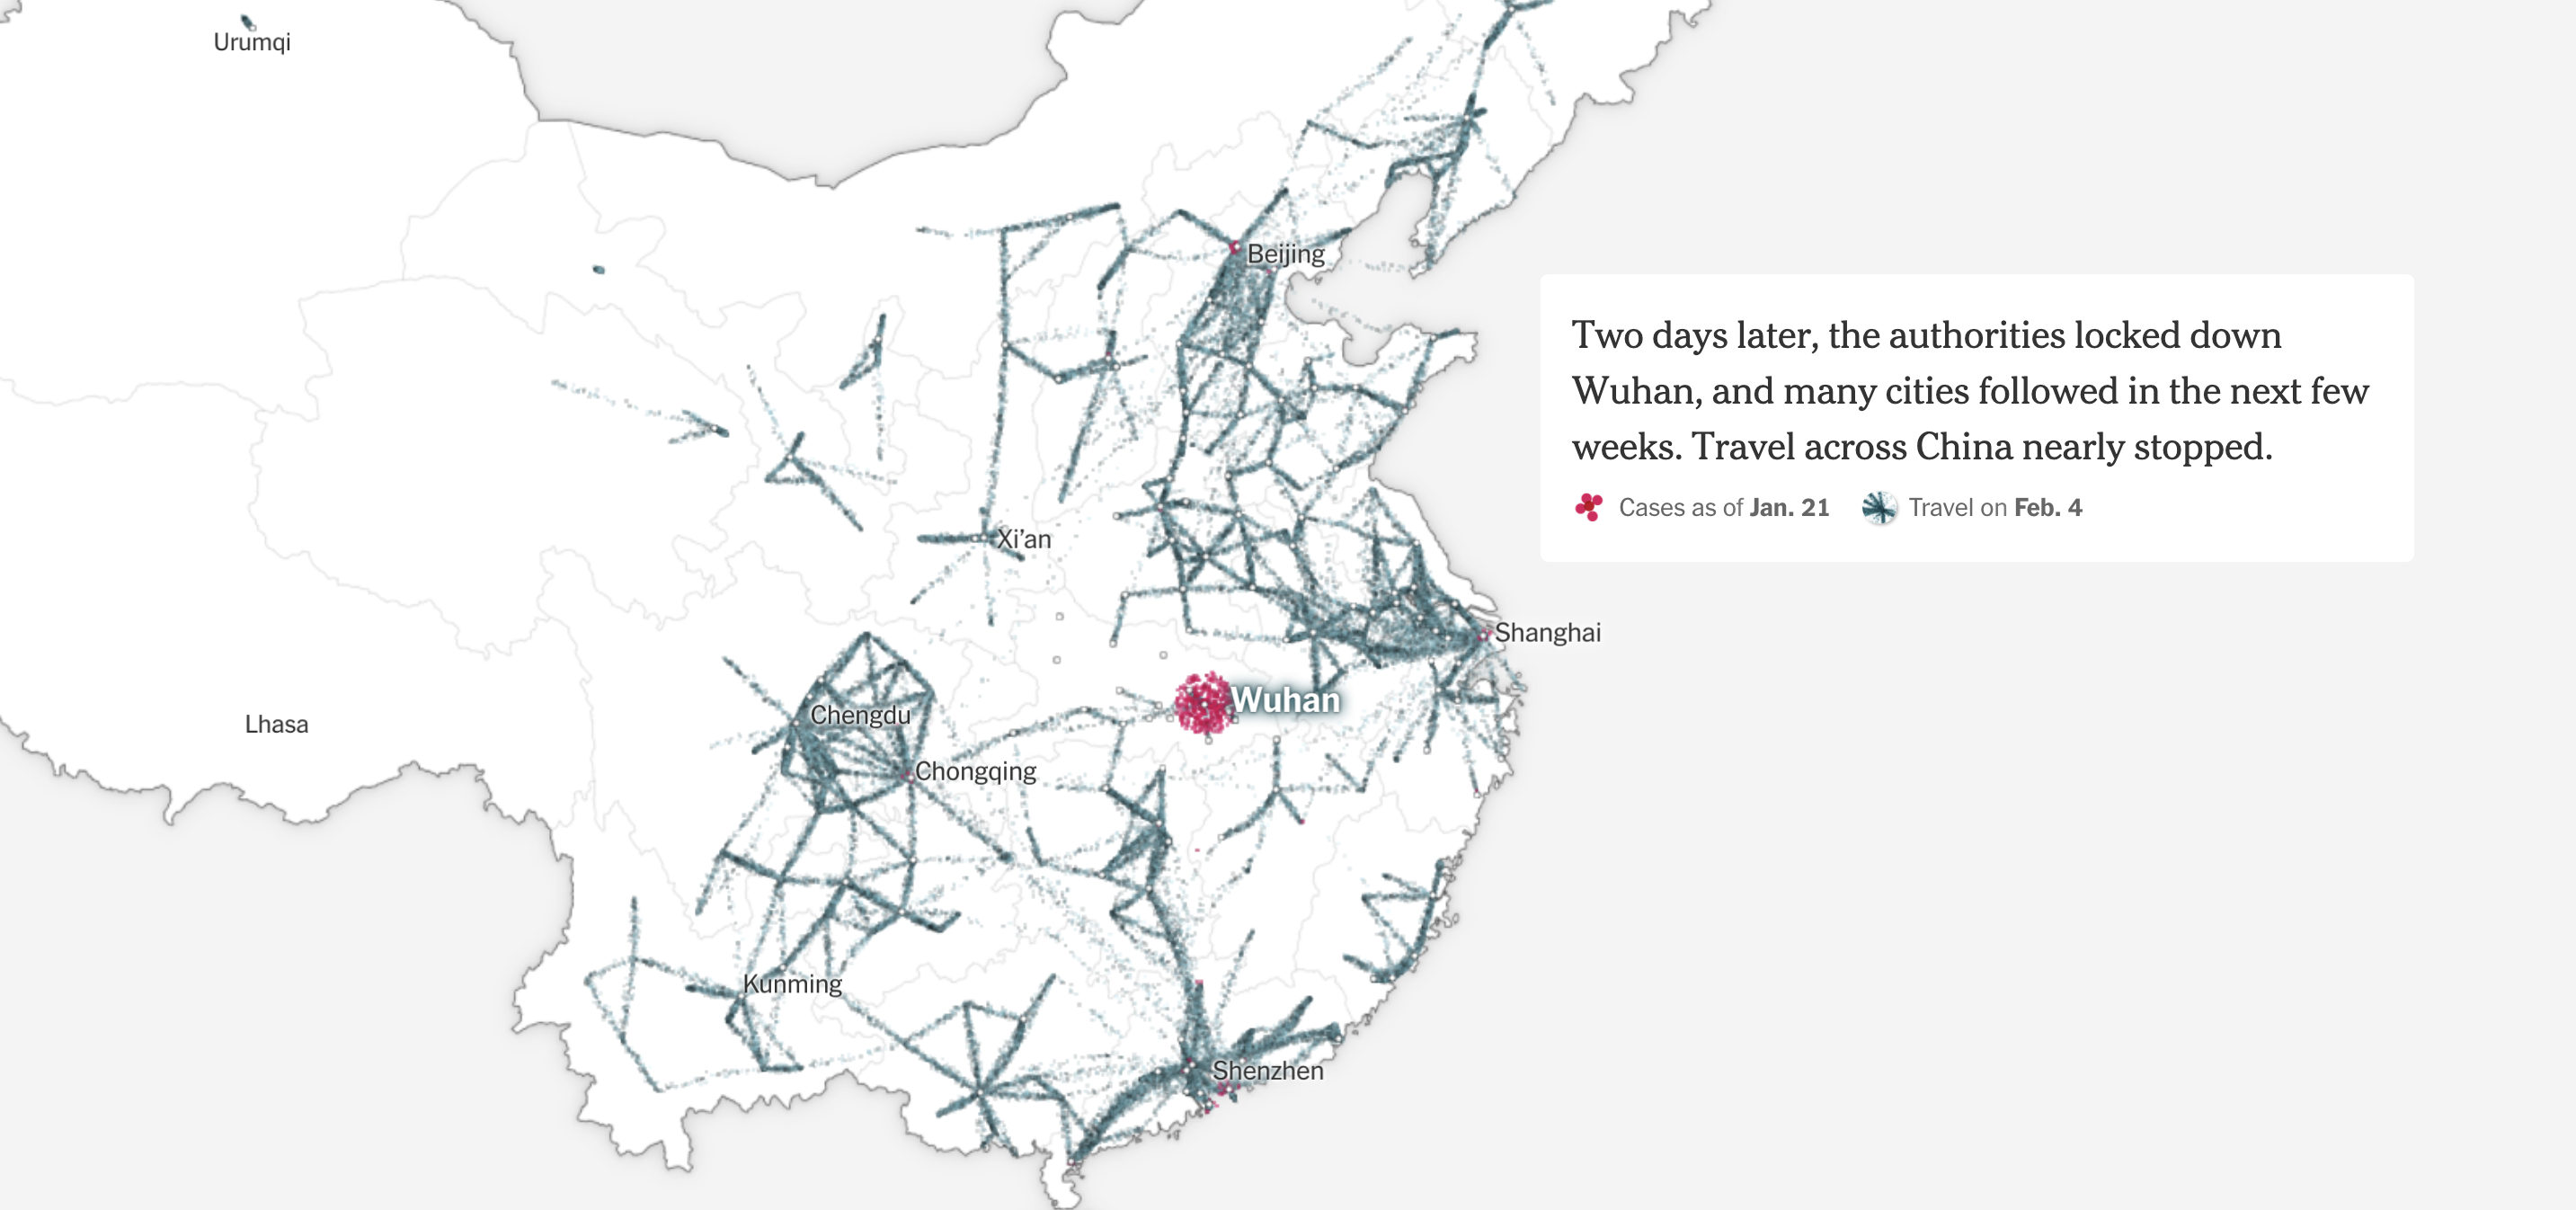 Urumqi
Beijing
Two days later, the authorities locked down
Wuhan, and many cities followed in the next few
weeks. Travel across China nearly stopped.
Cases as of Jan. 21 Travel on Feb. 4
Xi’an
Shanghai
Wuhan
Chengdu
Lhasa
Chongqing
Kunming
Shenzhen